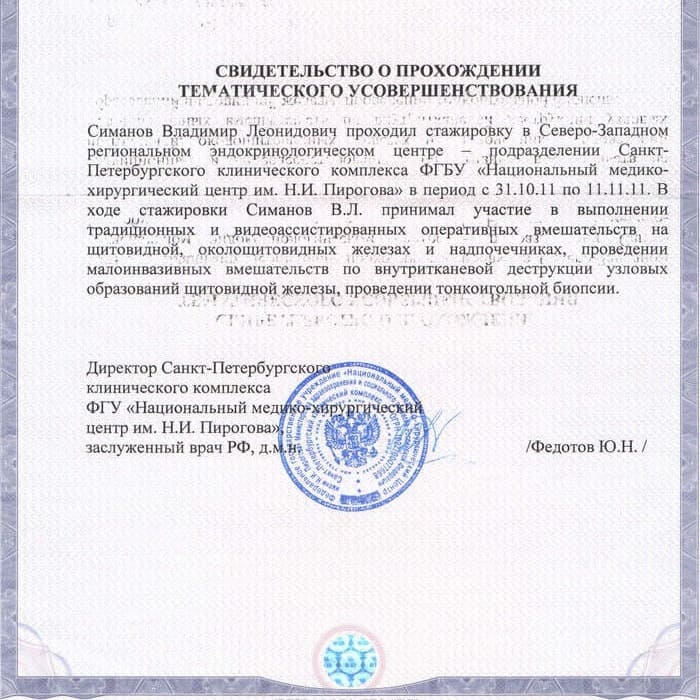 СВИДЕТЕЛЬСТВО О ПРОХОЖДЕНИИ
ТЕМАТИЧЕСКОГО УСОВЕРШЕНСТВОВАНИЯ
Симанов Владимир Леонидович проходил стажировку в Северо-Западном
региональном эндокринологическом центре – подразделении Санкт-
Петербургского клинического комплекса ФГБУ «Национальный медико-
хирургический центр им. Н.И. Пирогова» в период с 31.10.11 по 11.11.11. В
ходе стажировки Симанов В.Л. принимал участие в выполнении
традиционных и видеоассистированных оперативных вмешательств на
щитовидной, околощитовидных железах и надпочечниках, проведении
малоинвазивных вмешательств по внутритканевой деструкции узловых
образований щитовидной железы, проведении тонкоигольной биопсии.
Директор Санкт-Петербургского
клинического комплекса
ФГУ «Национальный медико-хирургический
центр им. Н.И. Пирогова»,
заслуженный врач РФ, д.м.н.
/Федотов Ю.Н. /